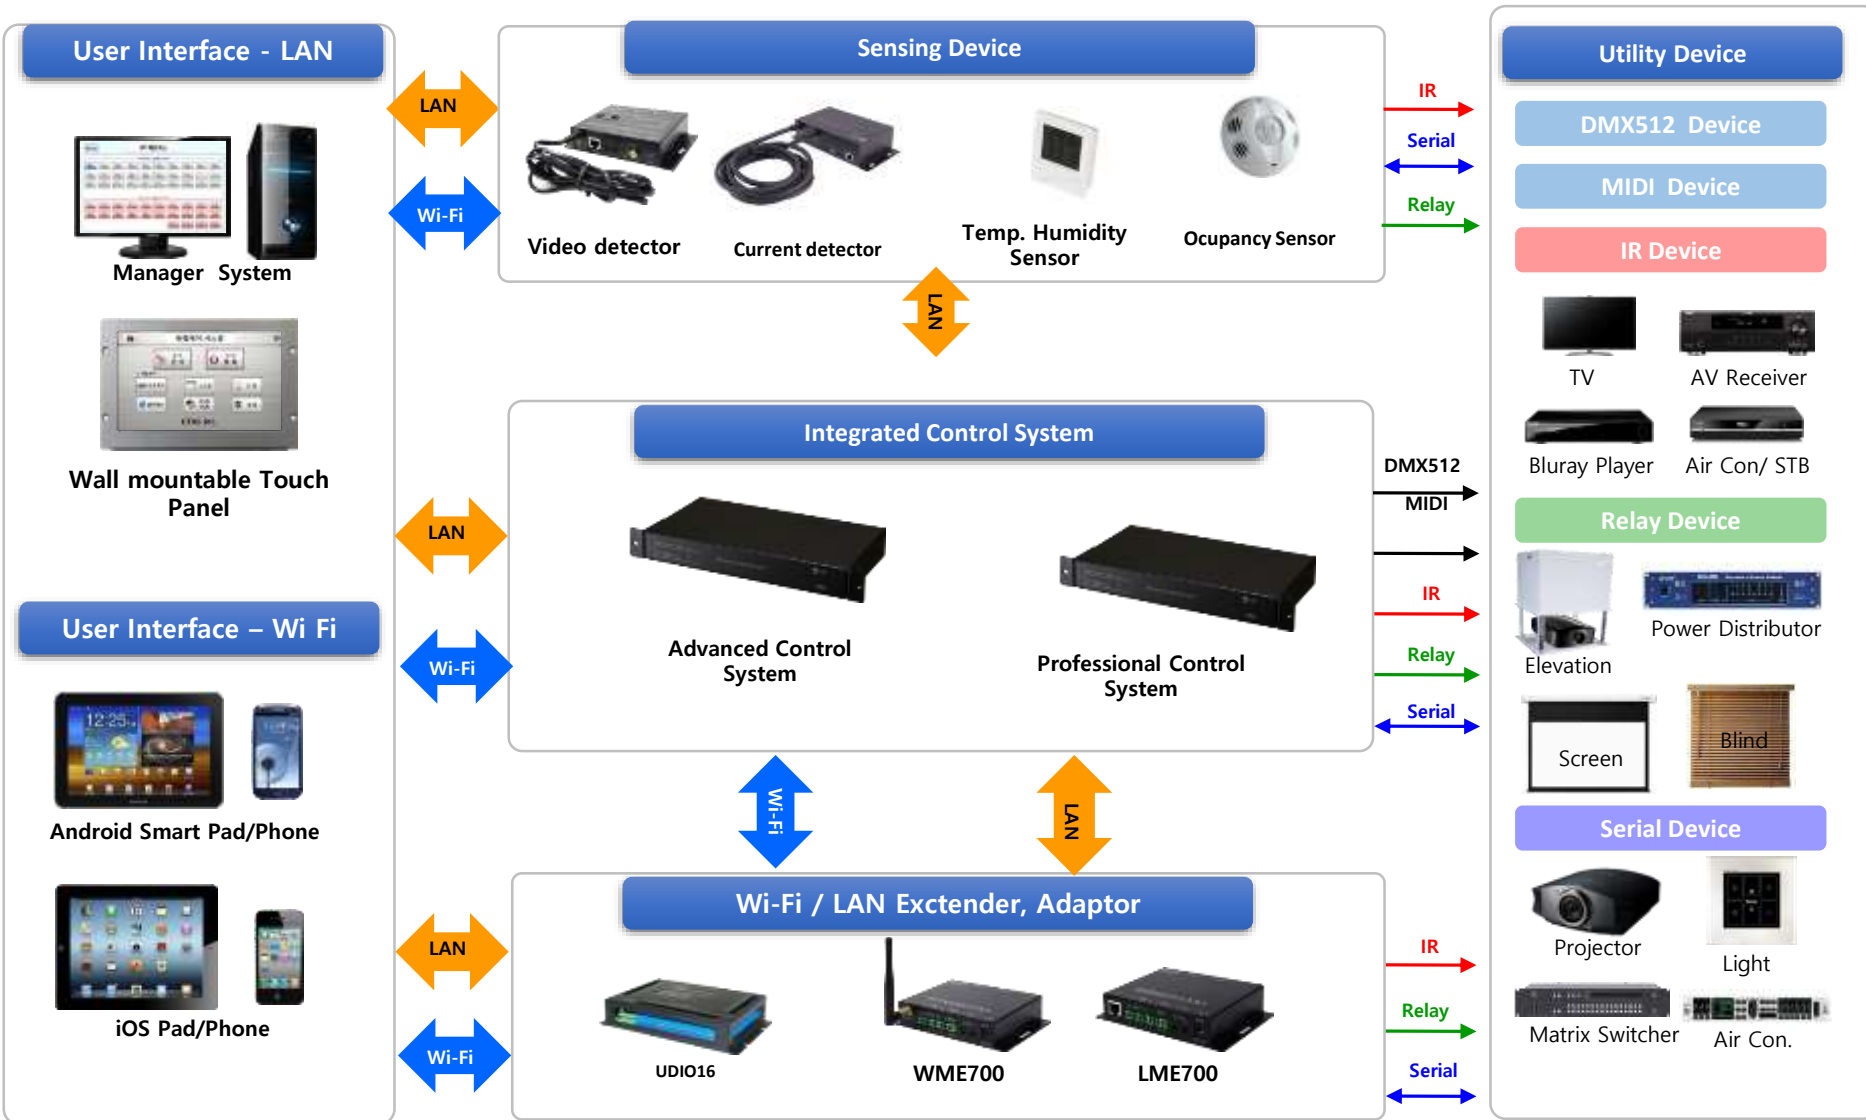 User Interface - LAN
Manager System
Wall mountable Touch
Panel
User Interface – Wi Fi
Android Smart Pad/Phone
iOS Pad/Phone
LAN
Wi-Fi
LAN
Wi-Fi
LAN
Wi-Fi
Sensing Device
Video detector
Current detector
Temp. Humidity
Sensor
Ocupancy Sensor
LAN
Integrated Control System
Advanced Control
System
Professional Control
System
Wi-Fi
LAN
Wi-Fi / LAN Exctender, Adaptor
UDIO16
WME700
LME700
IR
Serial
Relay
DMX512
MIDI
IR
Relay
Serial
IR
Relay
Serial
Utility Device
DMX512 Device
MIDI Device
IR Device
TV
AV Receiver
Bluray Player
Air Con/ STB
Relay Device
Elevation
Power Distributor
Screen
Blind
Serial Device
Projector
Light
Matrix Switcher
Air Con.
12:25